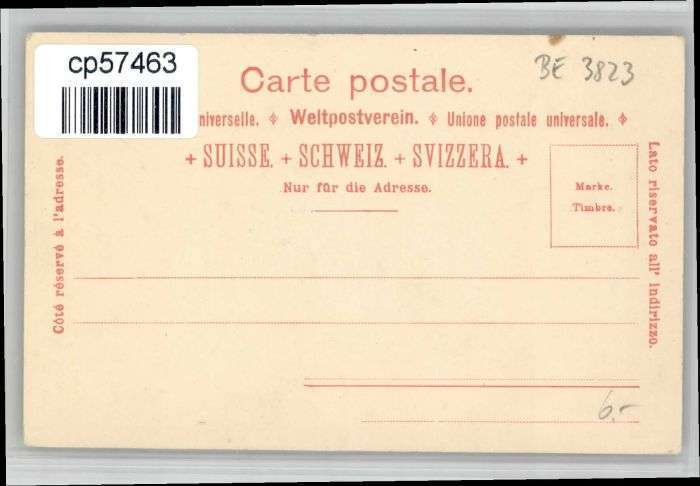 cp57463
BE 3823
Carte postale.
niverselle. Weltpostverein. Unione postale universale.
+ SUISSE. + SCHWEIZ. + SVIZZERA. +
Nur für die Adresse.
Marke.
Timbre.
Côté réservé à l'adresse.
Lato riservato all' indirizzo.
6.-